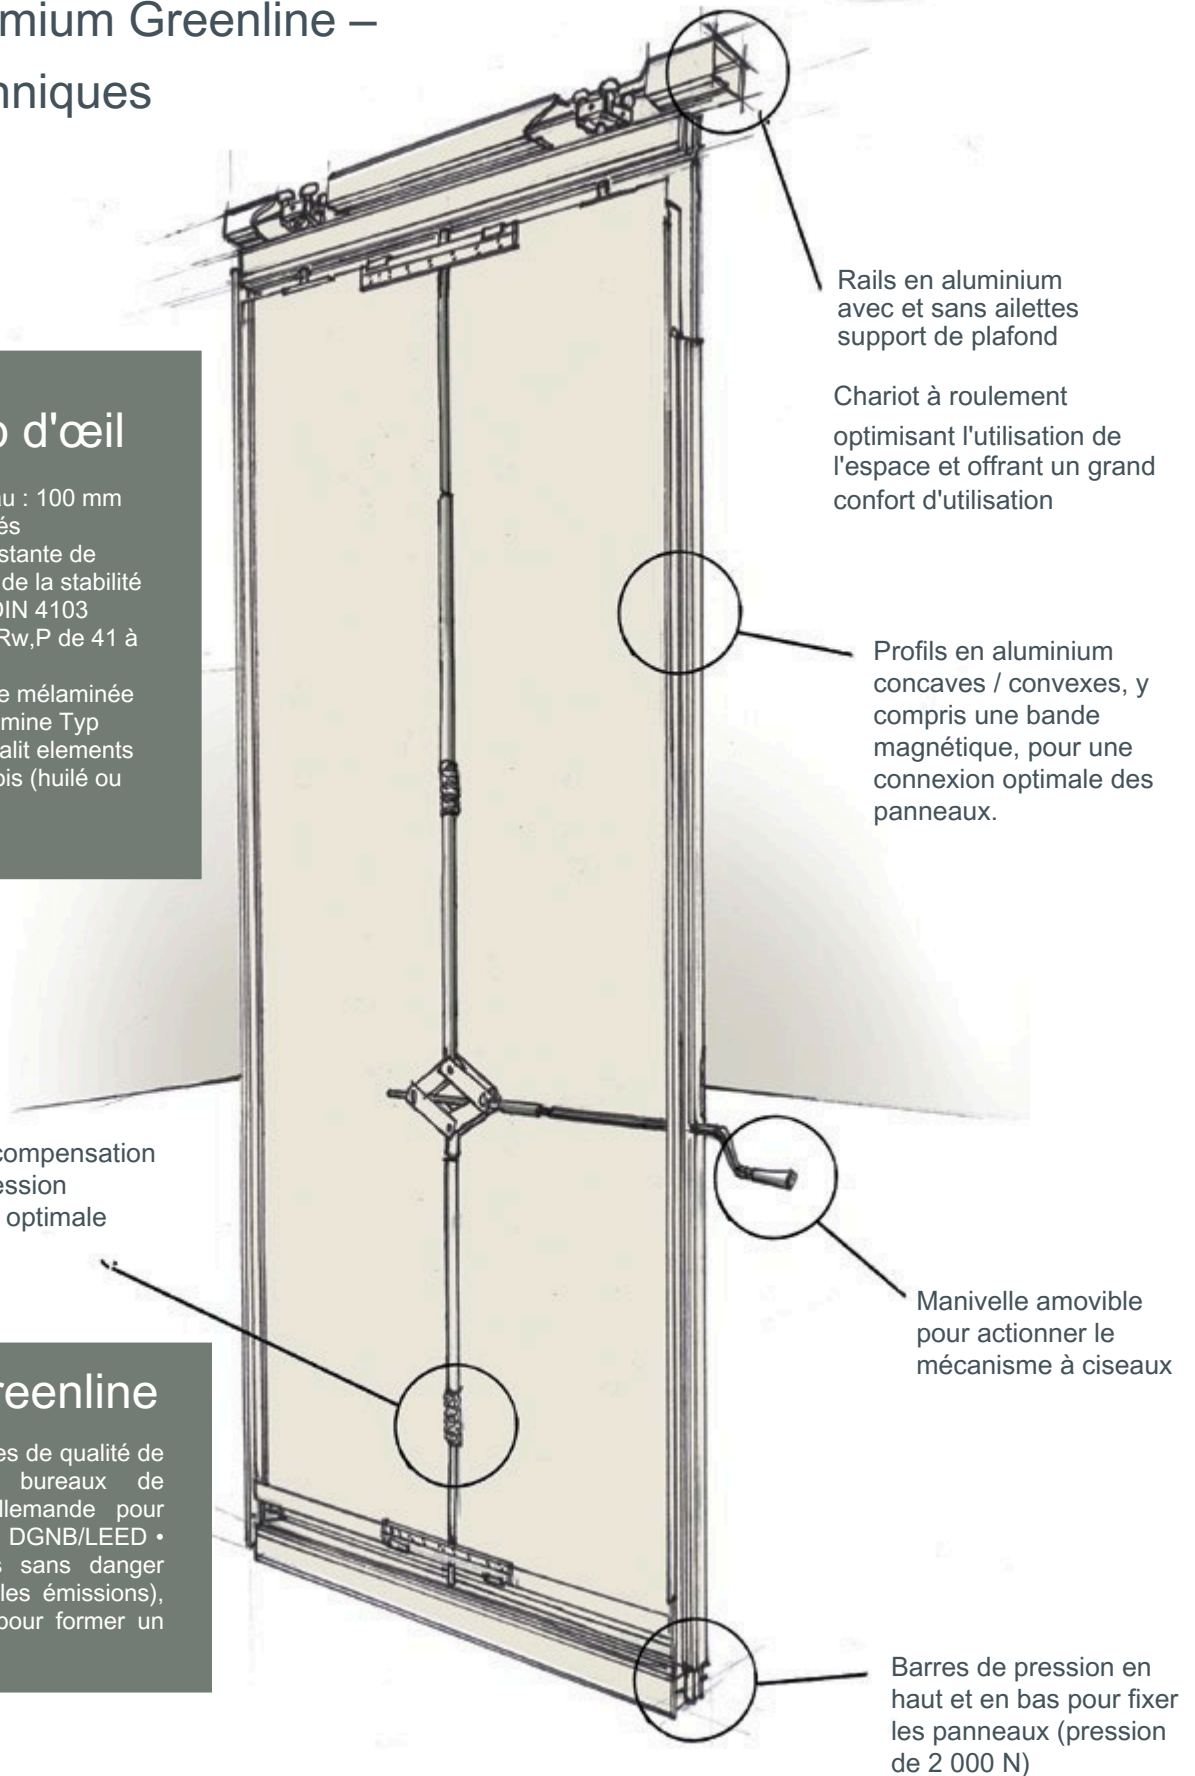 mium Greenline –
hniques
Rails en aluminium
avec et sans ailettes
support de plafond
Chariot à roulement
optimisant l'utilisation de
l'espace et offrant un grand
confort d'utilisation
d'œil
au : 100 mm
és
stante de
de la stabilité
DIN 4103
Rw,P de 41 à
e mélaminée
mine Typ
alit elements
ois (huilé ou
Profils en aluminium
concaves / convexes, y
compris une bande
magnétique, pour une
connexion optimale des
panneaux.
compensation
ession
optimale
Manivelle amovible
pour actionner le
mécanisme à ciseaux
reenline
es de qualité de
bureaux de
llemande pour
DGNB/LEED •
s sans danger
les émissions),
pour former un
Barres de pression en
haut et en bas pour fixer
les panneaux (pression
de 2 000 N)